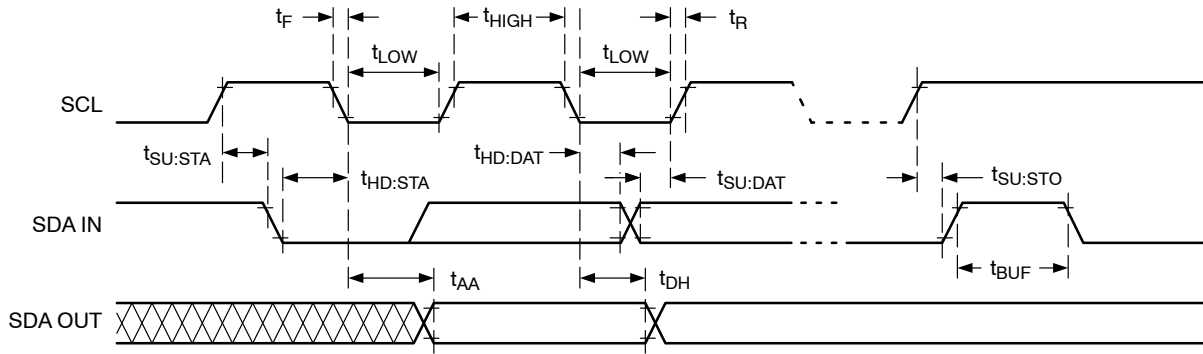 tF
tHIGH
tR
tLOW
tLOW
SCL
tSU:STA
tHD:STA
tHD:DAT
tSU:DAT
tSU:STO
SDA IN
tAA
tDH
tBUF
SDA OUT